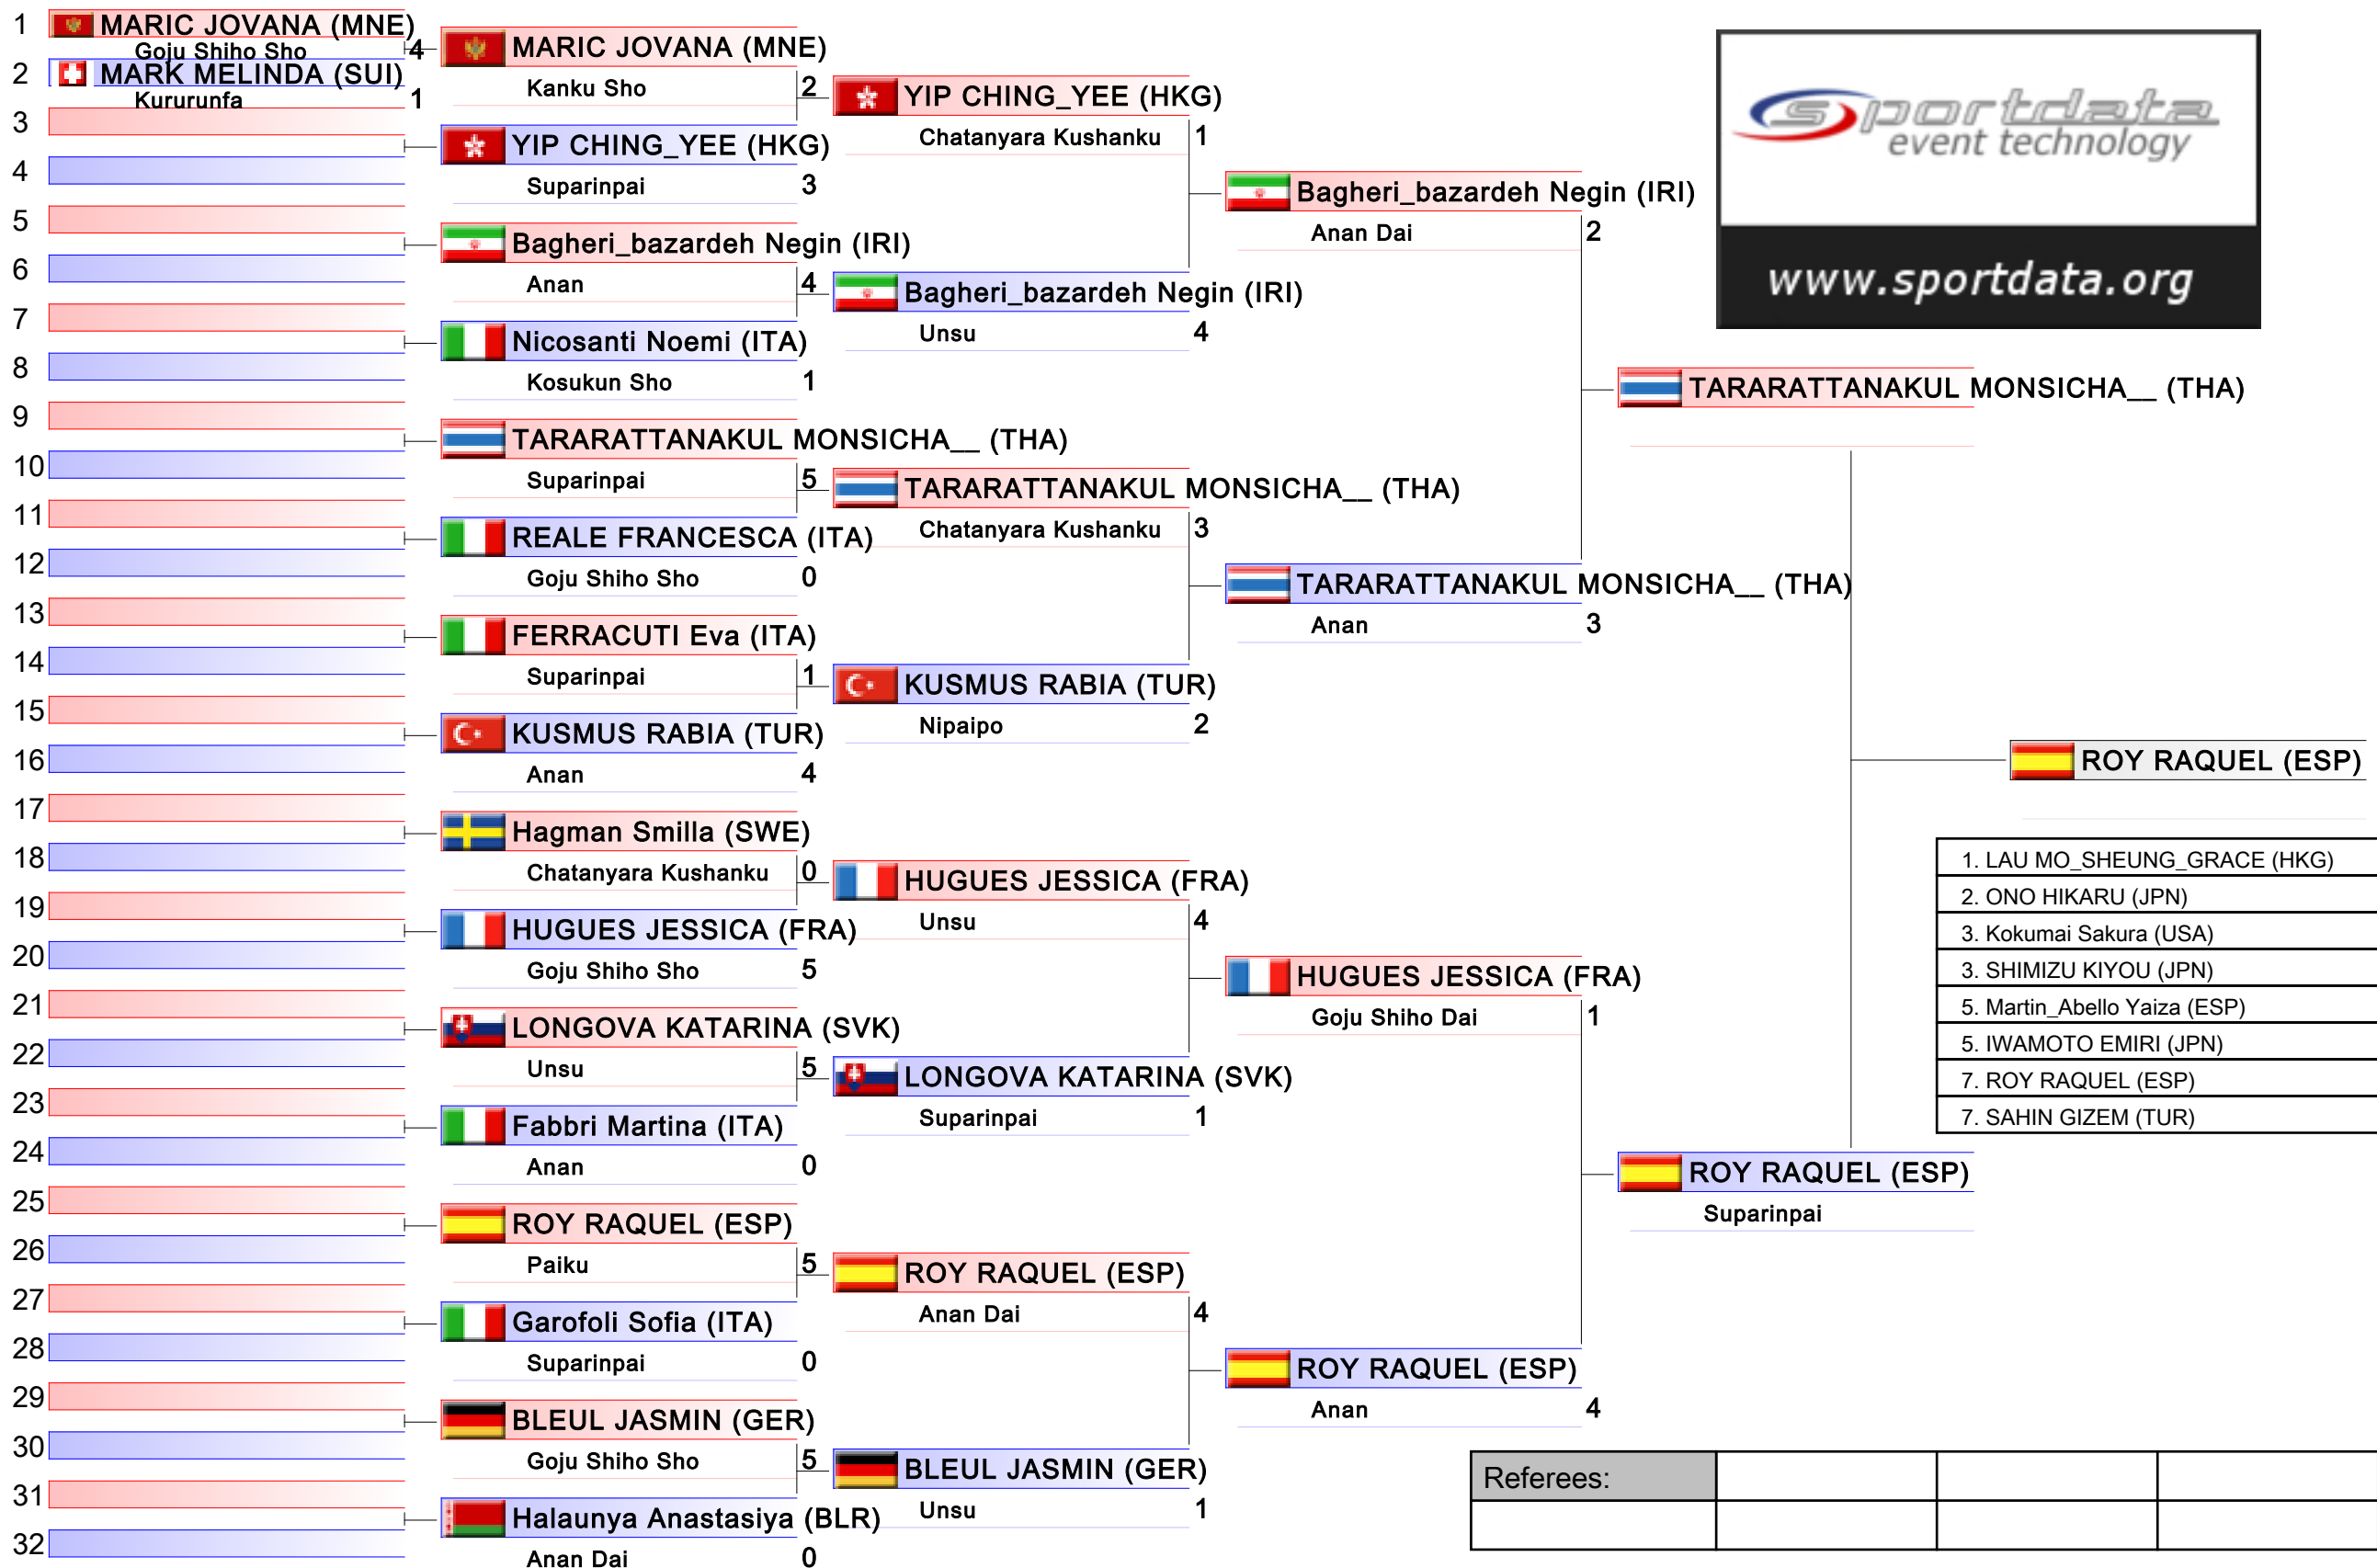 1
MARIC JOVANA (MNE)
Goju Shiho Sho
4
2
MARK MELINDA (SUI)
Kururunfa
1
3
4
5
6
7
8
9
10
11
12
13
14
15
16
17
18
19
20
21
22
23
24
25
26
27
28
29
30
31
32
MARIC JOVANA (MNE)
Kanku Sho
2
YIP CHING_YEE (HKG)
Suparinpai
3
Bagheri_bazardeh Negin (IRI)
Anan
4
Nicosanti Noemi (ITA)
Kosukun Sho
1
TARARATTANAKUL MONSICHA__ (THA)
Suparinpai
5
REALE FRANCESCA (ITA)
Goju Shiho Sho
0
FERRACUTI Eva (ITA)
Suparinpai
1
KUSMUS RABIA (TUR)
Anan
4
Hagman Smilla (SWE)
Chatanyara Kushanku
0
HUGUES JESSICA (FRA)
Goju Shiho Sho
5
LONGOVA KATARINA (SVK)
Unsu
5
Fabbri Martina (ITA)
Anan
0
ROY RAQUEL (ESP)
Paiku
5
Garofoli Sofia (ITA)
Suparinpai
0
BLEUL JASMIN (GER)
Goju Shiho Sho
5
Halaunya Anastasiya (BLR)
Anan Dai
0
YIP CHING_YEE (HKG)
Chatanyara Kushanku
1
Bagheri_bazardeh Negin (IRI)
Unsu
4
TARARATTANAKUL MONSICHA__ (THA)
Chatanyara Kushanku
3
KUSMUS RABIA (TUR)
Nipaipo
2
HUGUES JESSICA (FRA)
Unsu
4
LONGOVA KATARINA (SVK)
Suparinpai
1
ROY RAQUEL (ESP)
Anan Dai
4
BLEUL JASMIN (GER)
Unsu
1
Bagheri_bazardeh Negin (IRI)
Anan Dai
2
TARARATTANAKUL MONSICHA__ (THA)
Anan
3
HUGUES JESSICA (FRA)
Goju Shiho Dai
1
ROY RAQUEL (ESP)
Anan
4
TARARATTANAKUL MONSICHA__ (THA)
ROY RAQUEL (ESP)
Suparinpai
ROY RAQUEL (ESP)
sportdata
event technology
www.sportdata.org
1. LAU MO_SHEUNG_GRACE (HKG)
2. ONO HIKARU (JPN)
3. Kokumai Sakura (USA)
3. SHIMIZU KIYOU (JPN)
5. Martin_Abello Yaiza (ESP)
5. IWAMOTO EMIRI (JPN)
7. ROY RAQUEL (ESP)
7. SAHIN GIZEM (TUR)
Referees: